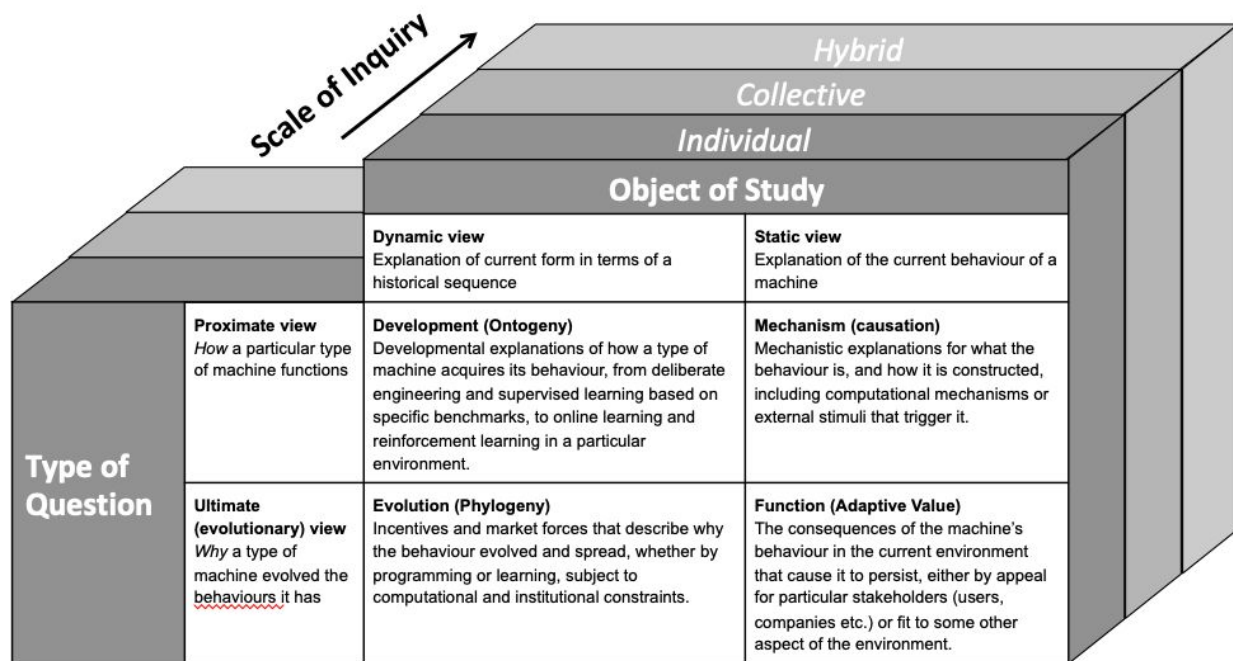 Scale of Inquiry
Hybrid
Collective
Individual
Object of Study
Dynamic view
Explanation of current form in terms of a
historical sequence
Static view
Explanation of the current behaviour of a
machine
Type of
Question
Proximate view
How a particular type
of machine functions
Development (Ontogeny)
Developmental explanations of how a type of
machine acquires its behaviour, from deliberate
engineering and supervised learning based on
specific benchmarks, to online learning and
reinforcement learning in a particular
environment.
Mechanism (causation)
Mechanistic explanations for what the
behaviour is, and how it is constructed,
including computational mechanisms or
external stimuli that trigger it.
Ultimate
(evolutionary) view
Why a type of
machine evolved the
behaviours it has
Evolution (Phylogeny)
Incentives and market forces that describe why
the behaviour evolved and spread, whether by
programming or learning, subject to
computational and institutional constraints.
Function (Adaptive Value)
The consequences of the machine's
behaviour in the current environment
that cause it to persist, either by appeal
for particular stakeholders (users,
companies etc.) or fit to some other
aspect of the environment.